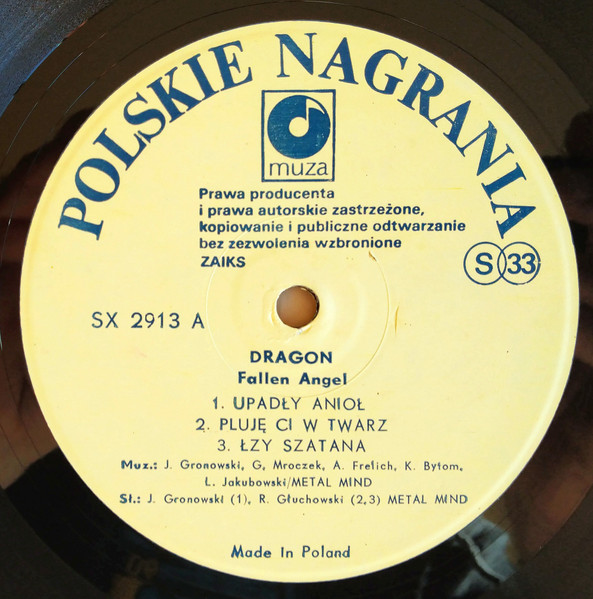 POLSKIE NAGRANIA
muza
Prawa producenta
i prawa autorskie zastrzeżone,
kopiowanie i publiczne odtwarzanie
bez zezwolenia wzbronione
ZAIKS
S 33
SX 2913 A
DRAGON
Fallen Angel
1. UPADŁY ANIOŁ
2. PLUJĘ CI W TWARZ
3. ŁZY SZATANA
Muz.: J. Gronowski, G, Mroczek, A. Frelich, K. Bytom,
Ł. Jakubowski/METAL MIND
Sł.: J. Gronowski (1), R. Głuchowski (2,3) METAL MIND
Made in Poland